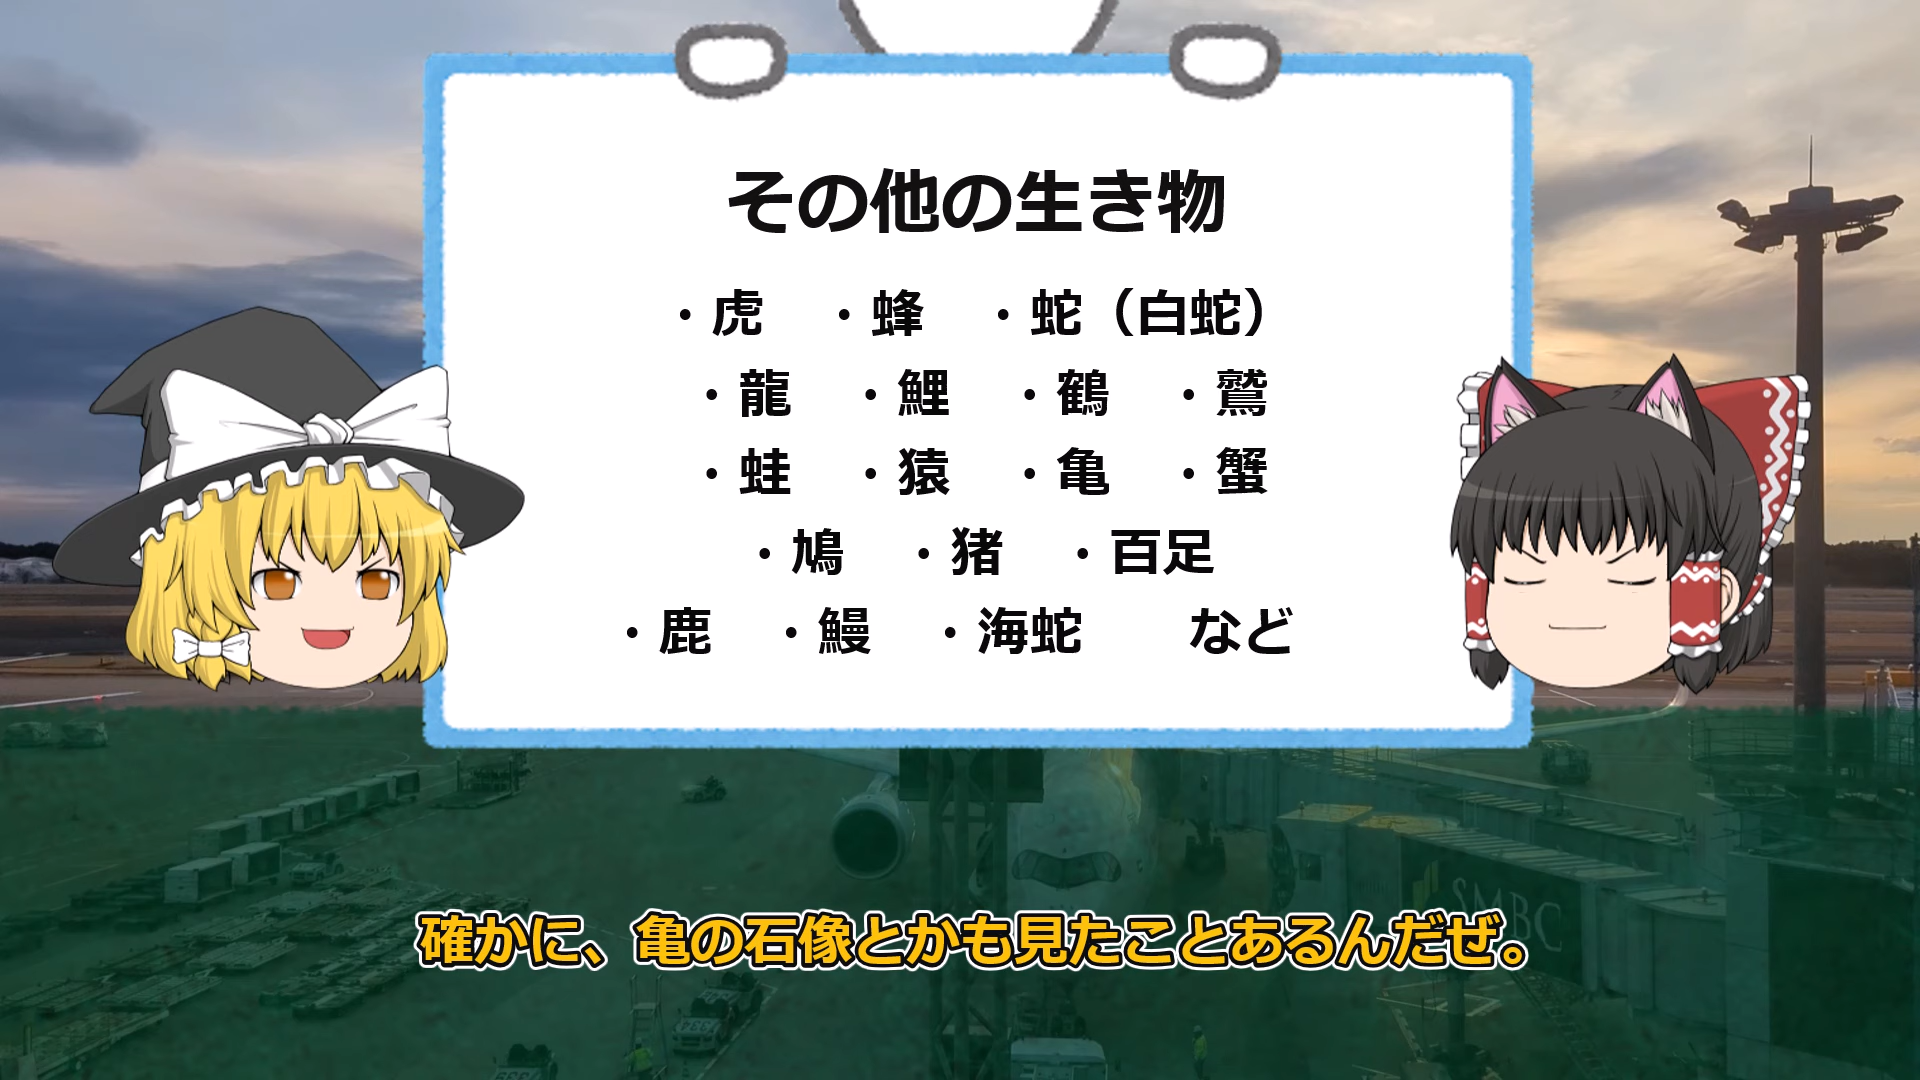 その他の生き物
・虎　・蜂　・蛇（白蛇）
・龍　・鯉　・鶴　・鷲
・蛙　・猿　・亀　・蟹
・鳩　・猪　・百足
・鹿　・鰻　・海蛇　など
SMBC
確かに、亀の石像とかも見たことあるんだぜ。